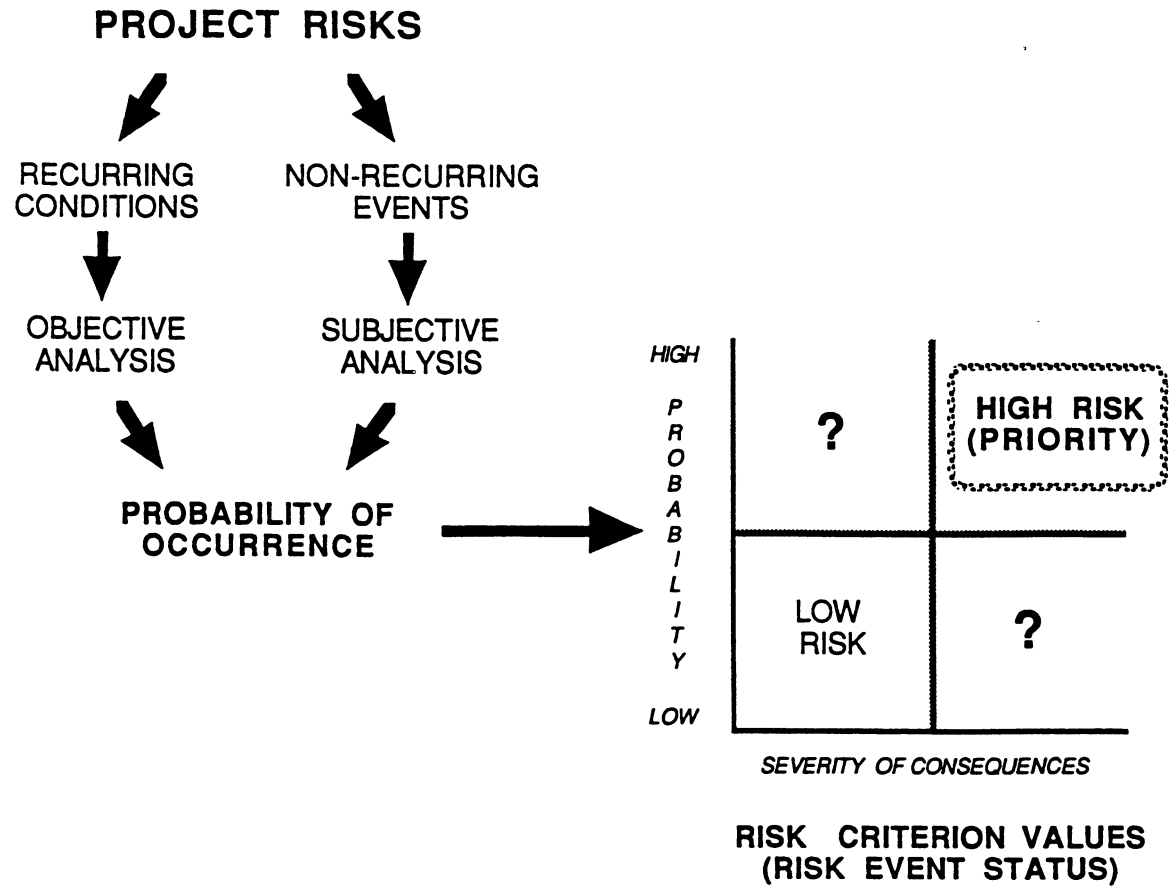 PROJECT RISKS
RECURRING
CONDITIONS
NON-RECURRING
EVENTS
OBJECTIVE
ANALYSIS
SUBJECTIVE
ANALYSIS
PROBABILITY OF
OCCURRENCE
HIGH
PROBABILITY
LOW
?
HIGH RISK
(PRIORITY)
LOW
RISK
?
SEVERITY OF CONSEQUENCES
RISK CRITERION VALUES
(RISK EVENT STATUS)